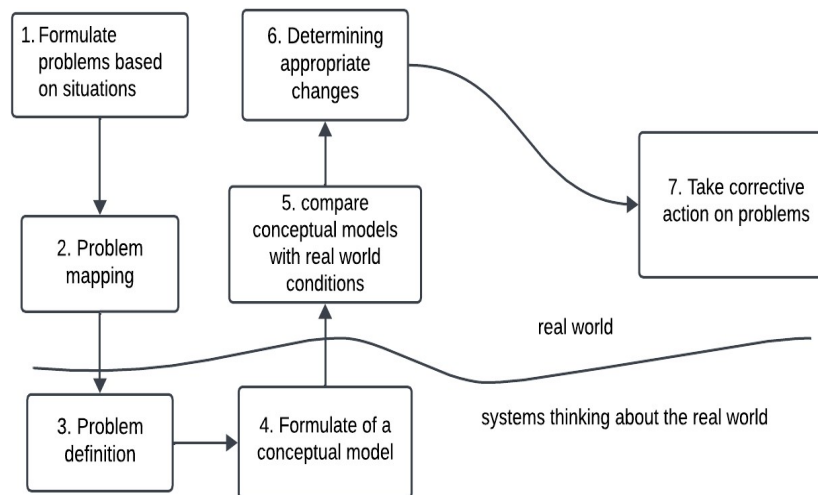 1. Formulate
problems based
on situations
2. Problem
mapping
3. Problem
definition
4. Formulate of a
conceptual model
5. compare
conceptual models
with real world
conditions
6. Determining
appropriate
changes
7. Take corrective
action on problems
real world
systems thinking about the real world